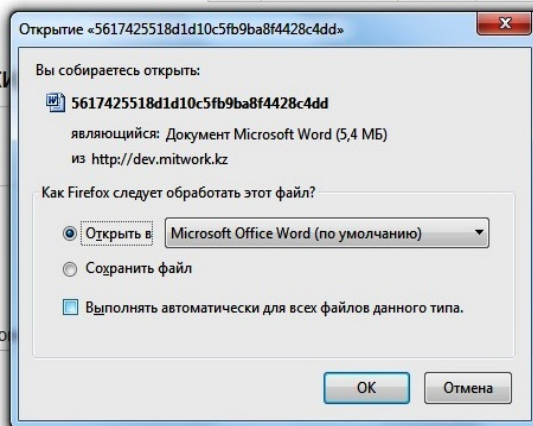 Открытие «5617425518d1d10c5fb9ba8f4428c4dd»
Вы собираетесь открыть:
5617425518d1d10c5fb9ba8f4428c4dd
являющийся: Документ Microsoft Word (5,4 МБ)
из http://dev.mitwork.kz
Как Firefox следует обработать этот файл?
Открыть в Microsoft Office Word (по умолчанию)
Сохранить файл
Выполнять автоматически для всех файлов данного типа.
OK Отмена